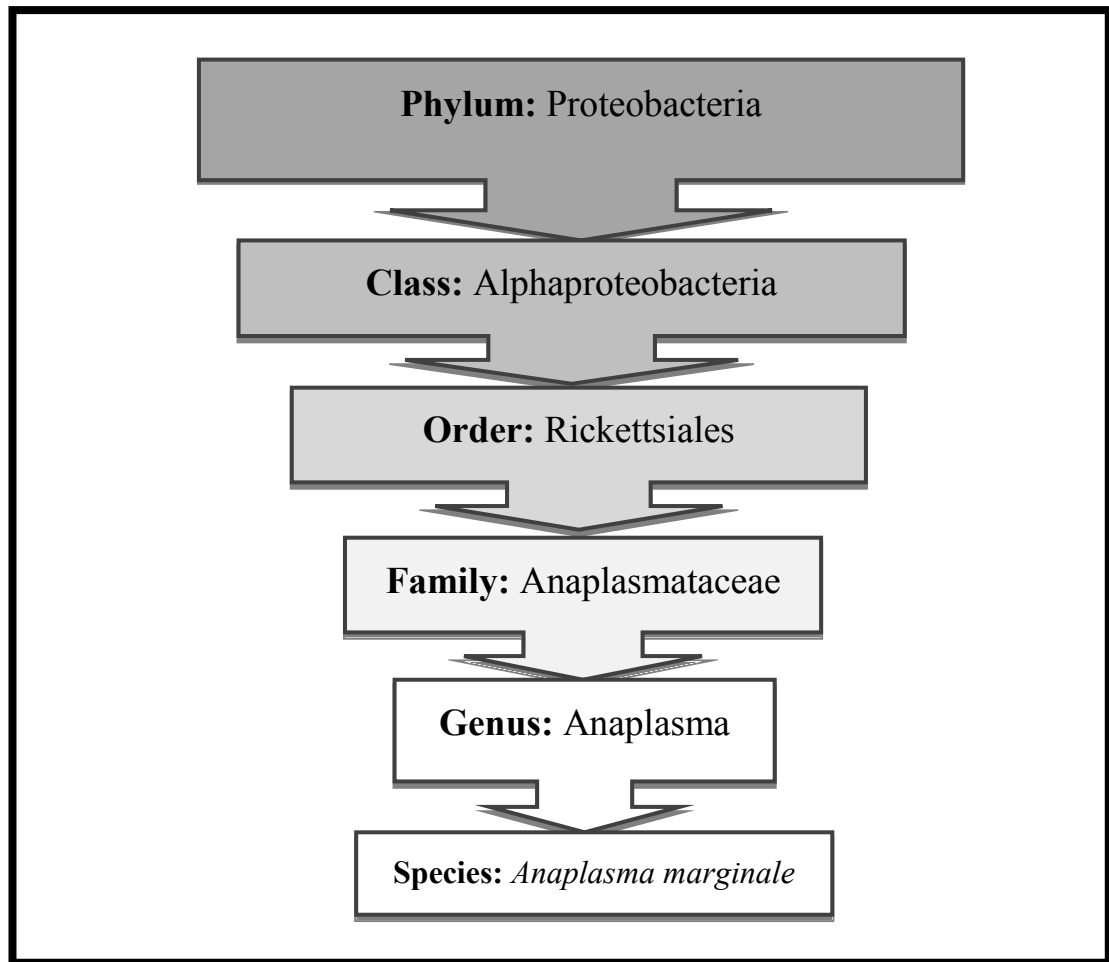 Phylum: Proteobacteria
Class: Alphaproteobacteria
Order: Rickettsiales
Family: Anaplasmataceae
Genus: Anaplasma
Species: Anaplasma marginale